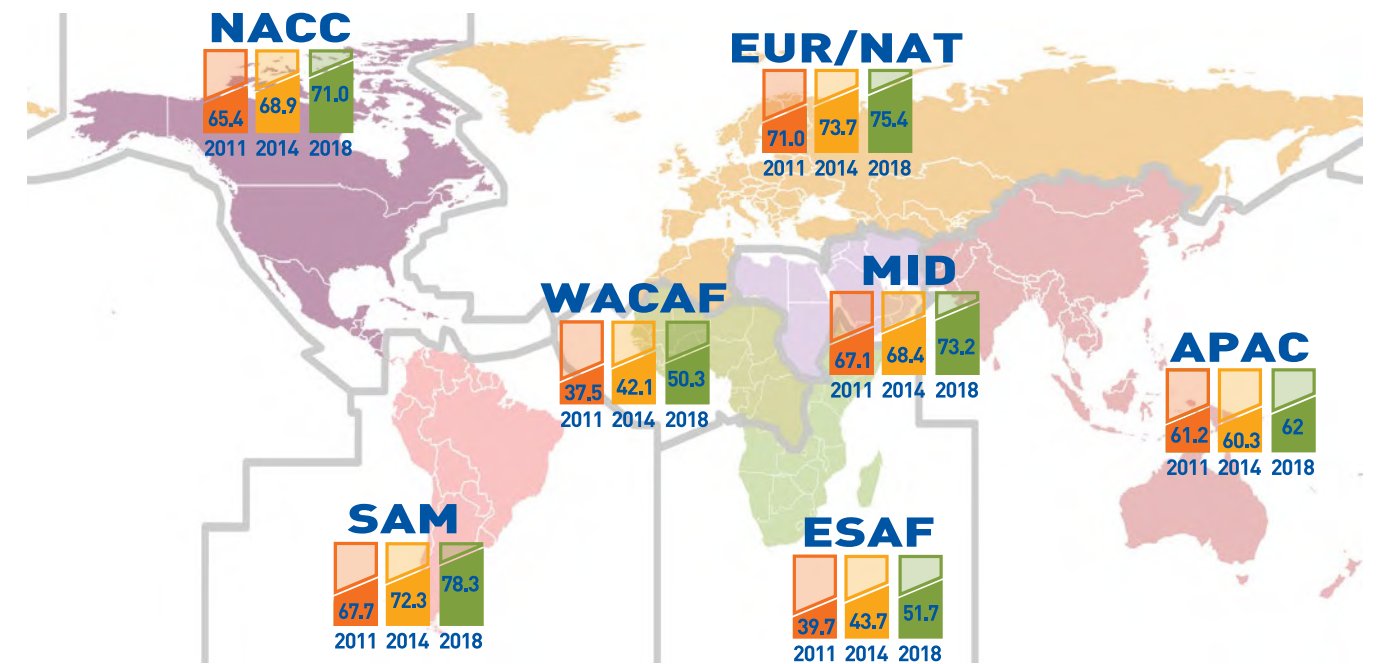 NACC
65.4 68.9 71.0
2011 2014 2018
EUR/NAT
71.0 73.7 75.4
2011 2014 2018
WACAF
37.5 42.1 50.3
2011 2014 2018
MID
67.1 68.4 73.2
2011 2014 2018
APAC
61.2 60.3 62
2011 2014 2018
SAM
67.7 72.3 78.3
2011 2014 2018
ESAF
39.7 43.7 51.7
2011 2014 2018